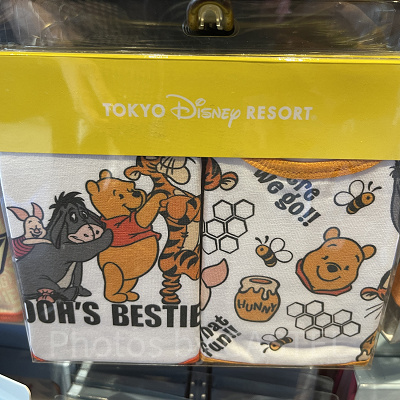 TOKYO Disney RESORT
we go!!
OOH'S BESTIE
HUNNY
Photos by